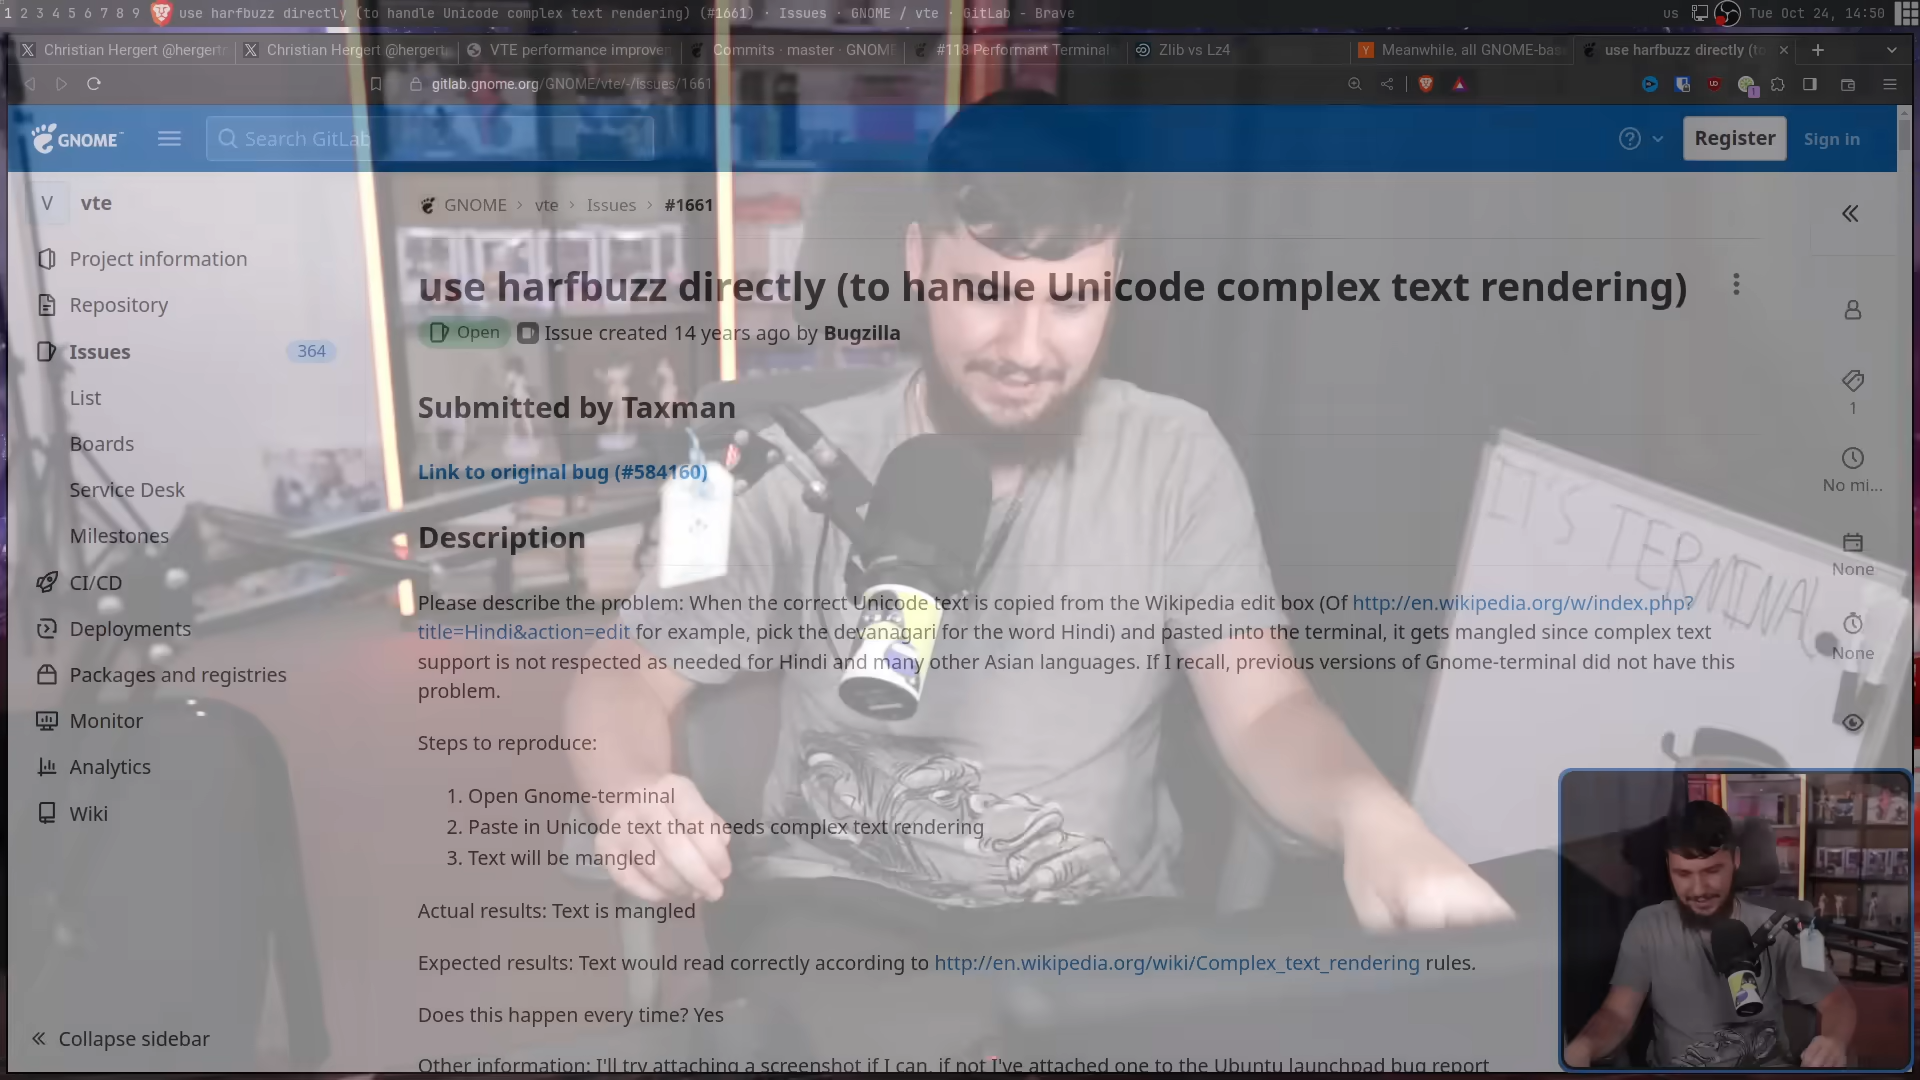 1 2 3 4 5 6 7 8 9 use harfbuzz directly (to handle Unicode complex text rendering) (#1661) · Issues · GNOME / vte · GitLab - Brave
us Tue Oct 24, 14:50
Christian Hergert @hergert
Christian Hergert @hergert
VTE performance improven
Commits · master · GNOME
#118 Performant Terminal
Zlib vs Lz4
Meanwhile, all GNOME-bas
use harfbuzz directly (to
gitlab.gnome.org/GNOME/vte/-/issues/1661
GNOME
Search GitLab
Register
Sign in
V vte
GNOME > vte > Issues > #1661
Project information
Repository
Issues 364
List
Boards
Service Desk
Milestones
CI/CD
Deployments
Packages and registries
Monitor
Analytics
Wiki
Collapse sidebar
use harfbuzz directly (to handle Unicode complex text rendering)
Open Issue created 14 years ago by Bugzilla
Submitted by Taxman
Link to original bug (#584160)
Description
Please describe the problem: When the correct Unicode text is copied from the Wikipedia edit box (Of http://en.wikipedia.org/w/index.php?
title=Hindi&action=edit for example, pick the devanagari for the word Hindi) and pasted into the terminal, it gets mangled since complex text
support is not respected as needed for Hindi and many other Asian languages. If I recall, previous versions of Gnome-terminal did not have this
problem.
Steps to reproduce:
1. Open Gnome-terminal
2. Paste in Unicode text that needs complex text rendering
3. Text will be mangled
Actual results: Text is mangled
Expected results: Text would read correctly according to http://en.wikipedia.org/wiki/Complex_text_rendering rules.
Does this happen every time? Yes
Other information: I'll try attaching a screenshot if I can, if not I've attached one to the Ubuntu launchpad bug report
1
No mi...
None
None
IT'S TERMINAL.